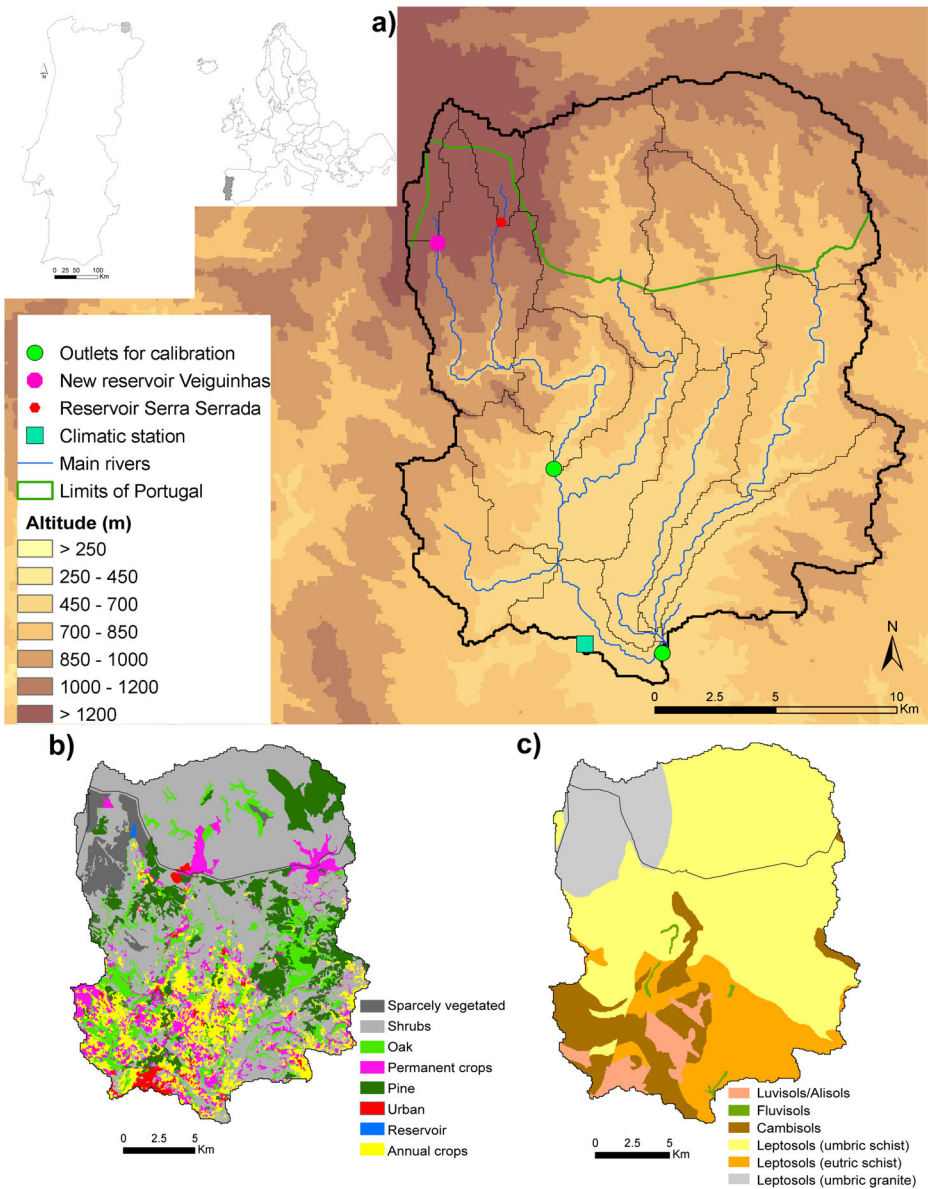 a)
N
0 25 50 100
Km
Outlets for calibration
New reservoir Veiguinhas
Reservoir Serra Serrada
Climatic station
Main rivers
Limits of Portugal
Altitude (m)
> 250
250 - 450
450 - 700
700 - 850
850 - 1000
1000 - 1200
> 1200
N
0 2.5 5 10
Km
b)
Sparcely vegetated
Shrubs
Oak
Permanent crops
Pine
Urban
Reservoir
Annual crops
0 2.5 5
Km
c)
Luvisols/Alisols
Fluvisols
Cambisols
Leptosols (umbric schist)
Leptosols (eutric schist)
Leptosols (umbric granite)
0 2.5 5
Km